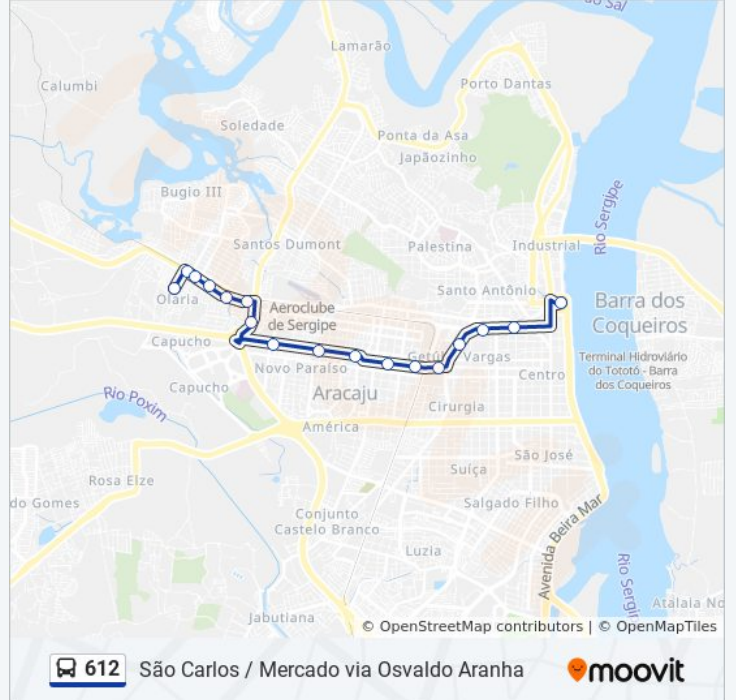 do Sal
Lamarão
Calumbi
Porto Dantas
Soledade
Ponta da Asa
Japãozinho
Bugio III
Rio Sergipe
Santos Dumont
Palestina
Industrial
Santo Antônio
Olaria
Barra dos
Coqueiros
Aeroclube
de Sergipe
Capucho
Getúlio Vargas
Terminal Hidroviário
do Tototó - Barra
dos Coqueiros
Novo Paraíso
Centro
Capucho
Aracaju
Rio Poxim
Cirurgia
América
São José
Suíça
Rosa Elze
do Gomes
Salgado Filho
Conjunto
Castelo Branco
Avenida Beira Mar
Luzia
Rio Sergip
Atalaia No
Jabutiana
© OpenStreetMap contributors | © OpenMapTiles
612 São Carlos / Mercado via Osvaldo Aranha
moovit